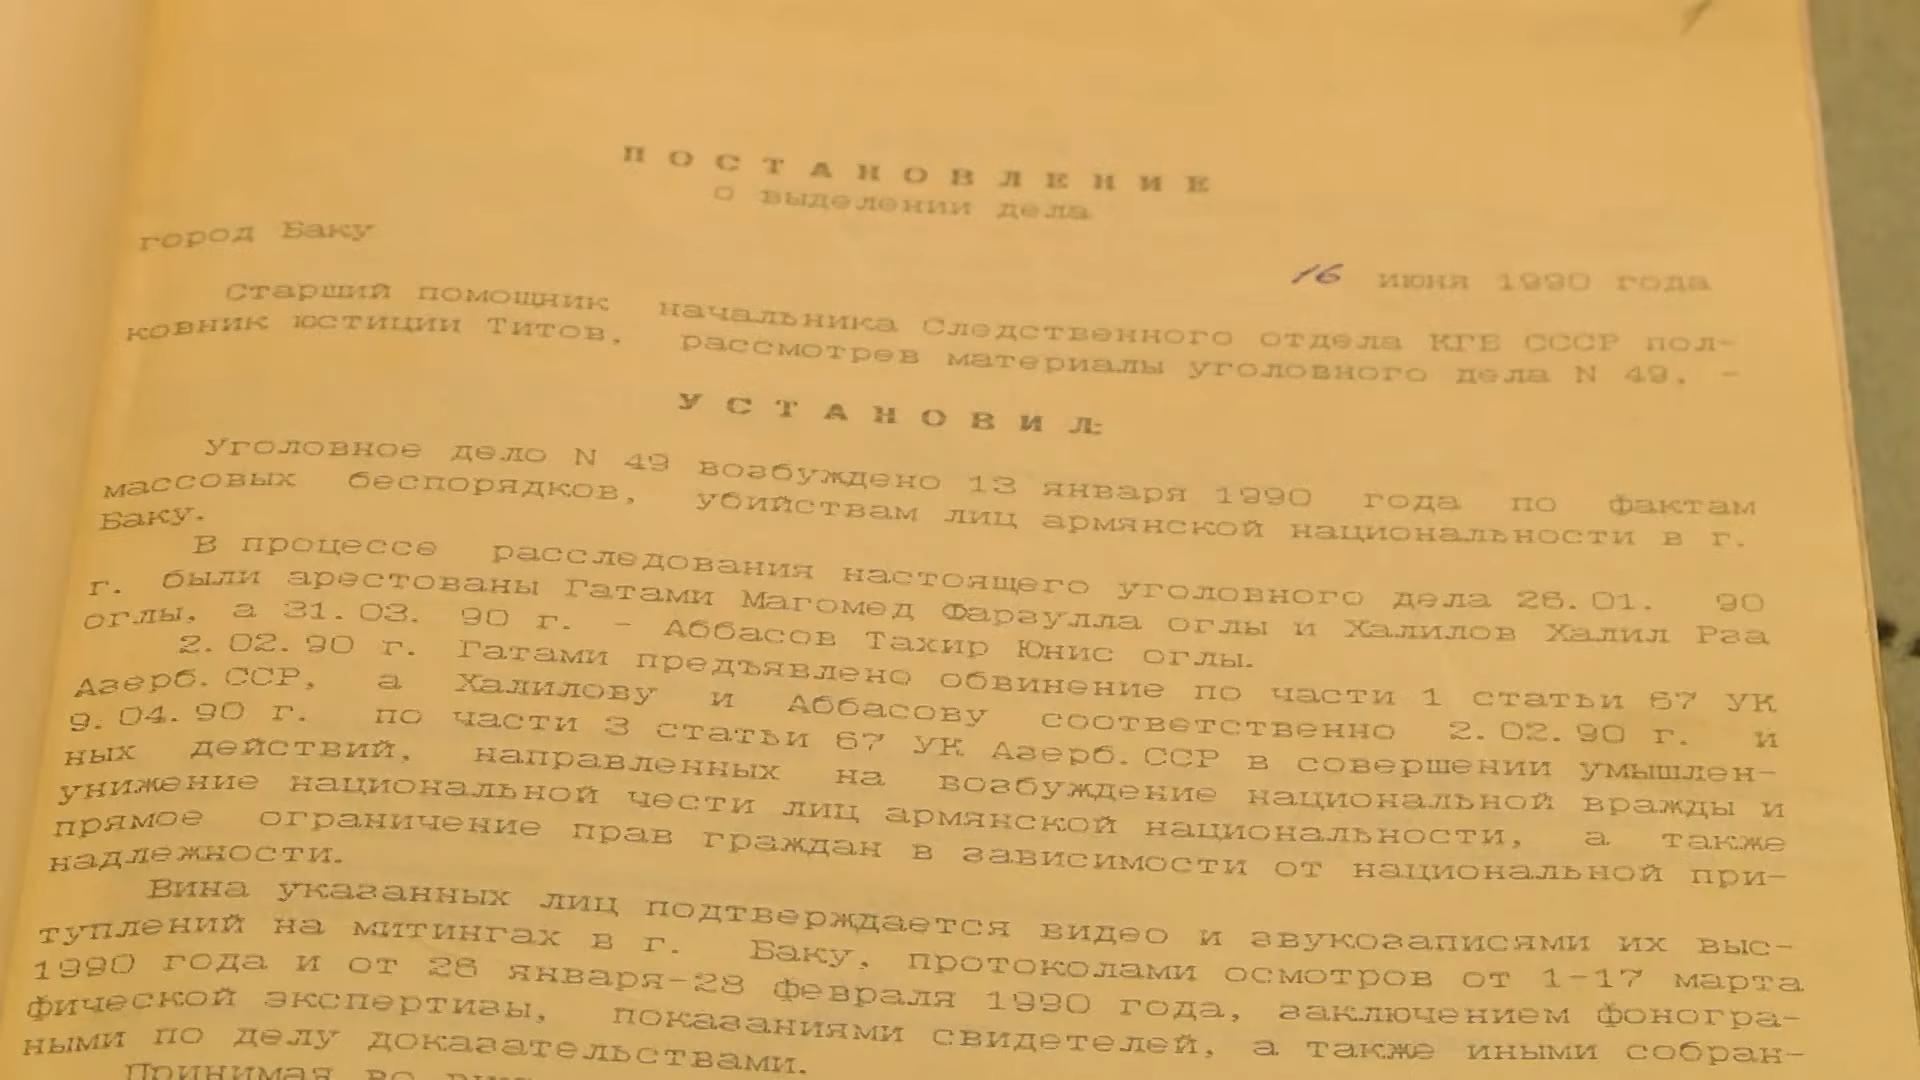 ПОСТАНОВЛЕНИЕ
о выделении дела
город Баку
16 июня 1990 года
Старший помощник начальника Следственного отдела КГБ СССР пол-
ковник юстиции Титов, рассмотрев материалы уголовного дела N 49, -
УСТАНОВИЛ:
Уголовное дело N 49 возбуждено 13 января 1990 года по фактам
массовых беспорядков, убийствам лиц армянской национальности в г.
Баку.
В процессе расследования настоящего уголовного дела 26.01. 90
г. были арестованы Гатами Магомед Фараулла оглы и Халилов Халил Рза
оглы, а 31.03. 90 г. - Аббасов Тахир Юнис оглы.
2.02.90 г. Гатами предъявлено обвинение по части 1 статьи 67 УК
Азерб.ССР, а Халилову и Аббасову соответственно 2.02.90 г. и
9.04.90 г. по части 3 статьи 67 УК Азерб.ССР в совершении умышлен-
ных действий, направленных на возбуждение национальной вражды и
унижение национальной чести лиц армянской национальности, а также
прямое ограничение прав граждан в зависимости от национальной при-
надлежности.
Вина указанных лиц подтверждается видео и звукозаписями их выс-
туплений на митингах в г. Баку, протоколами осмотров от 1-17 марта
1990 года и от 26 января-28 февраля 1990 года, заключением фоногра-
фической экспертизы, показаниями свидетелей, а также иными собран-
ными по делу доказательствами.
Принимая во